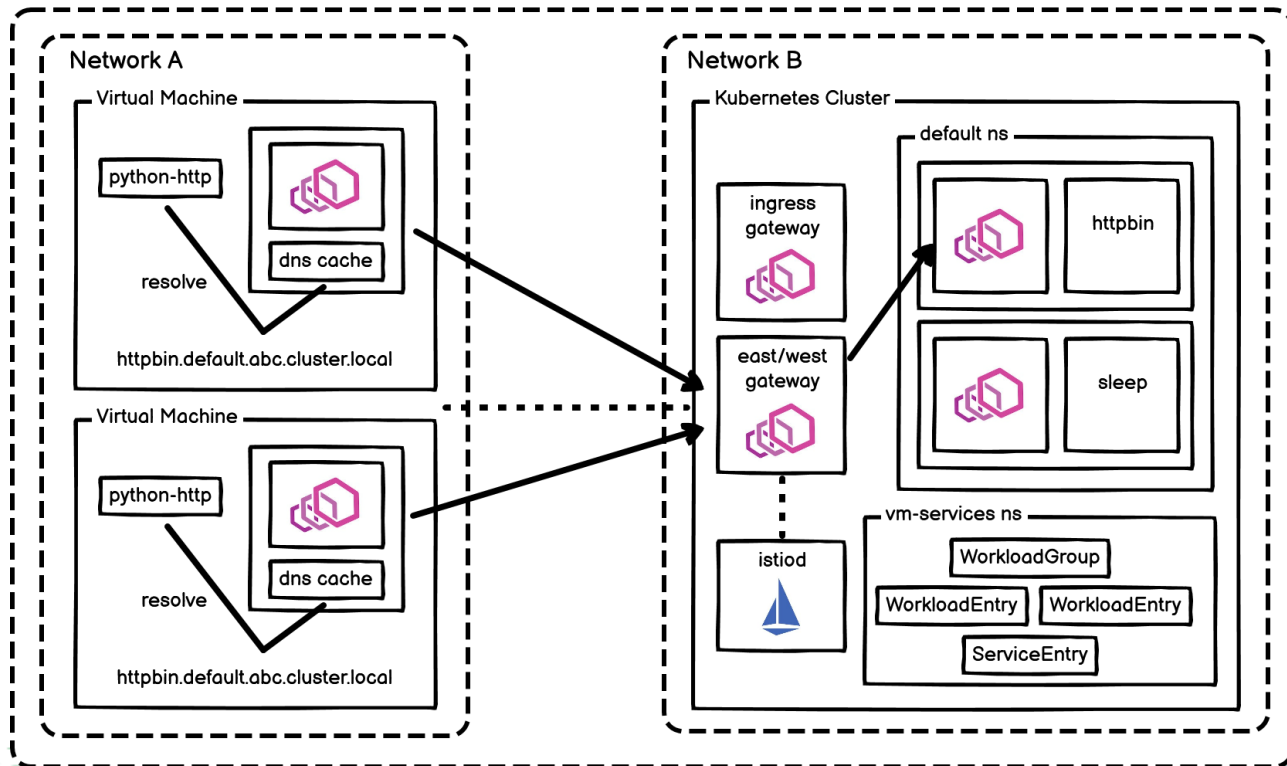 Network A
Virtual Machine
python-http
dns cache
resolve
httpbin.default.abc.cluster.local
Virtual Machine
python-http
dns cache
resolve
httpbin.default.abc.cluster.local
Network B
Kubernetes Cluster
ingress
gateway
east/west
gateway
istiod
default ns
httpbin
sleep
vm-services ns
WorkloadGroup
WorkloadEntry
WorkloadEntry
ServiceEntry